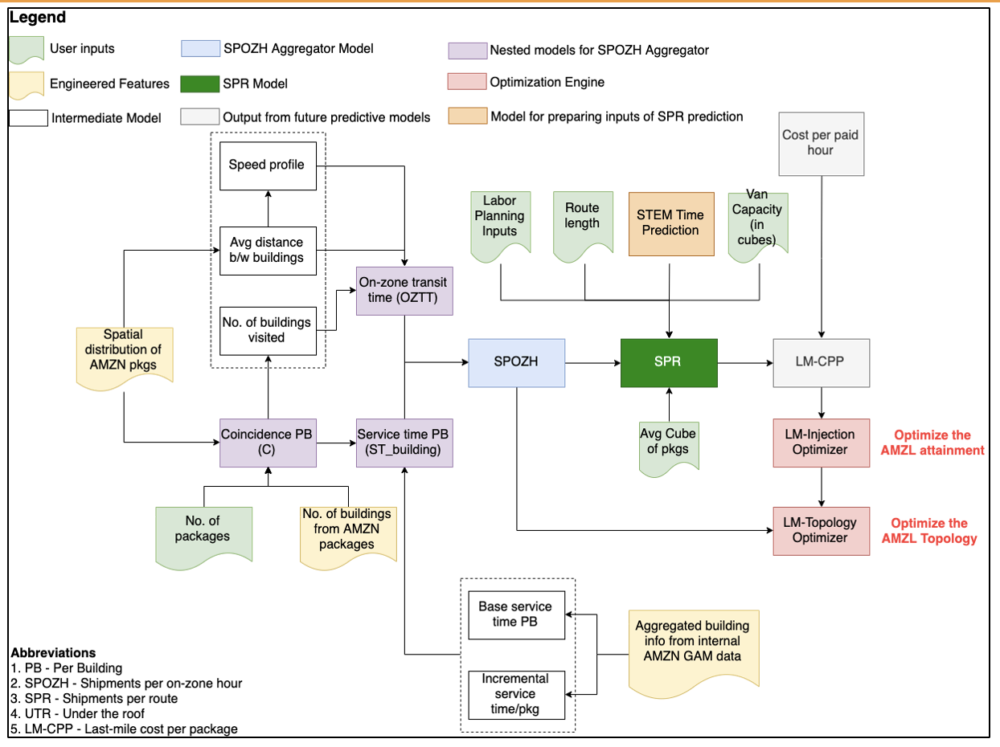 Legend
User inputs
SPOZH Aggregator Model
Nested models for SPOZH Aggregator
Engineered Features
SPR Model
Optimization Engine
Intermediate Model
Output from future predictive models
Model for preparing inputs of SPR prediction
Cost per paid
hour
Speed profile
Avg distance
b/w buildings
No. of buildings
visited
On-zone transit
time (OZTT)
Labor
Planning
Inputs
Route
length
STEM Time
Prediction
Van
Capacity
(in
cubes)
Spatial
distribution of
AMZN pkgs
SPOZH
SPR
LM-CPP
Coincidence PB
(C)
Service time PB
(ST_building)
Avg Cube
of pkgs
LM-Injection
Optimizer
Optimize the
AMZL attainment
No. of
packages
No. of buildings
from AMZN
packages
LM-Topology
Optimizer
Optimize the
AMZL Topology
Base service
time PB
Incremental
service
time/pkg
Aggregated building
info from internal
AMZN GAM data
Abbreviations
1. PB - Per Building
2. SPOZH - Shipments per on-zone hour
3. SPR - Shipments per route
4. UTR - Under the roof
5. LM-CPP - Last-mile cost per package